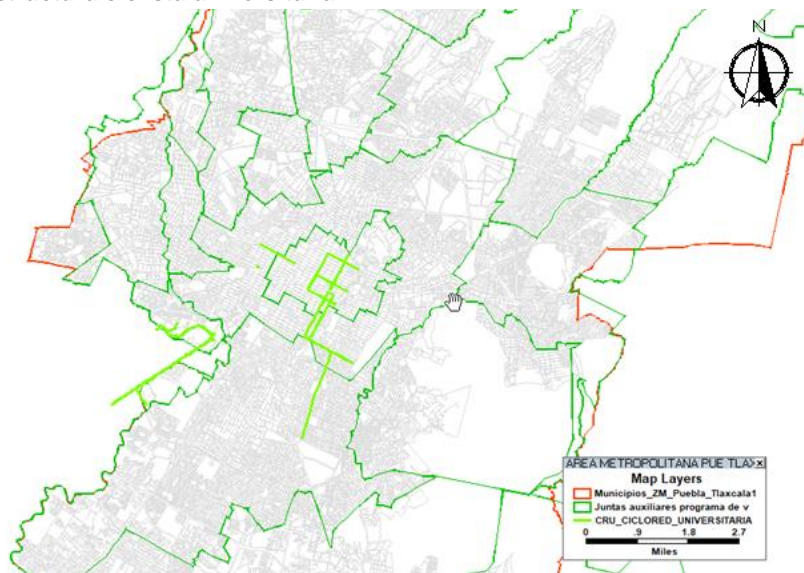 N
AREA METROPOLITANA PUE TLA
Map Layers
Municipios_ZM_Puebla_Tlaxcala1
Juntas auxiliares programa de v
CRU_CICLORED_UNIVERSITARIA
0 .9 1.8 2.7
Miles